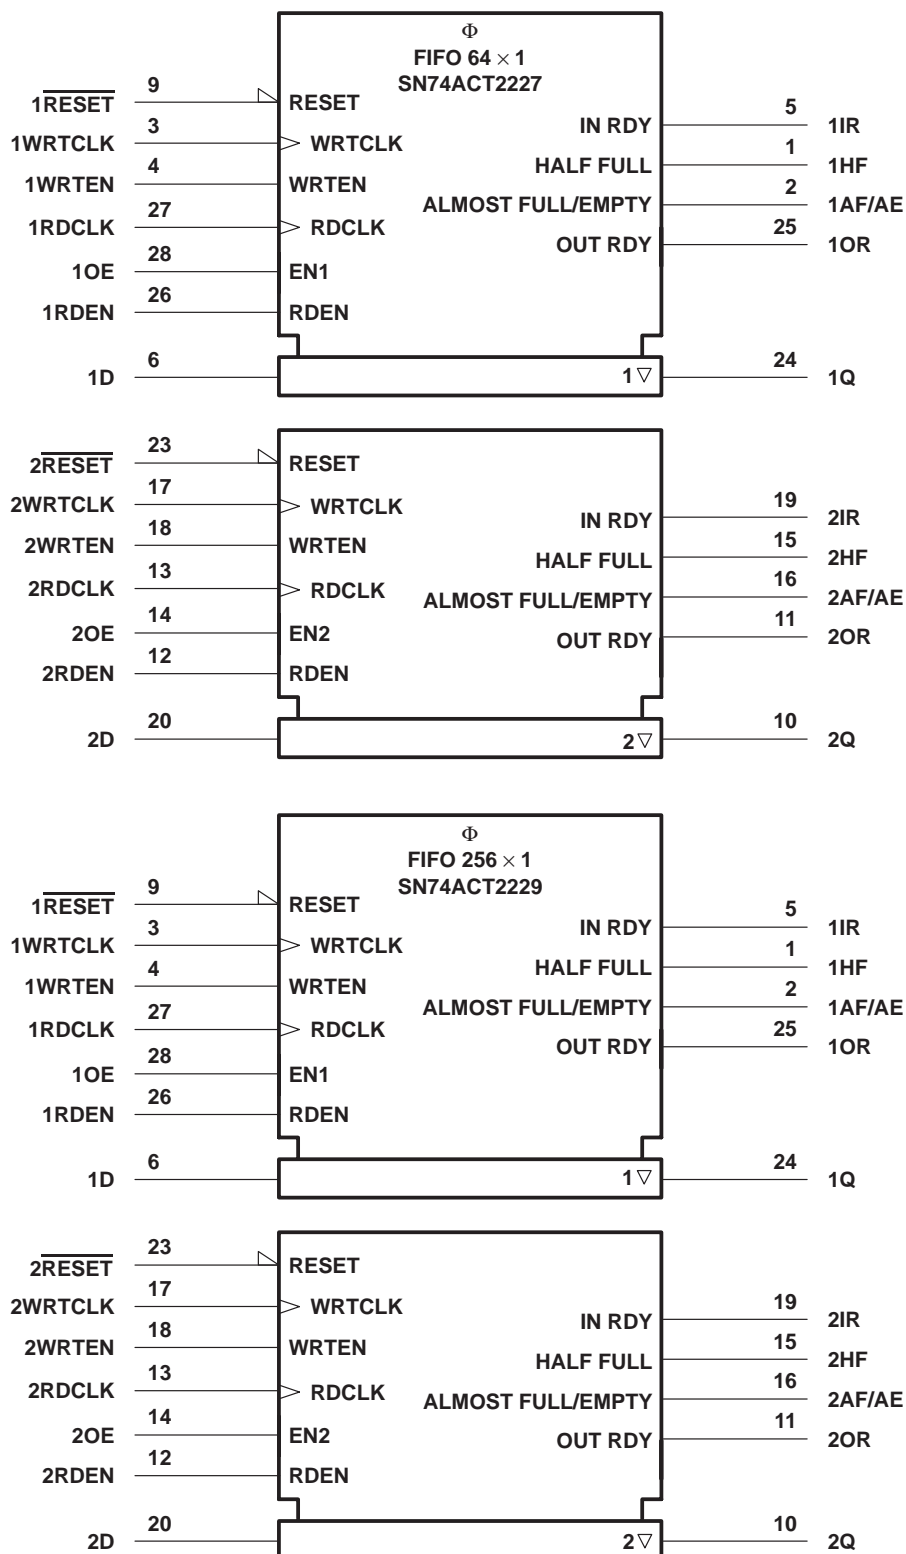 Φ
FIFO 64 × 1
SN74ACT2227
1RESET 9 RESET
1WRTCLK 3 WRTCLK
1WRTEN 4 WRTEN
1RDCLK 27 RDCLK
1OE 28 EN1
1RDEN 26 RDEN
IN RDY 5 1IR
HALF FULL 1 1HF
ALMOST FULL/EMPTY 2 1AF/AE
OUT RDY 25 1OR
1D 6 1▽ 24 1Q
2RESET 23 RESET
2WRTCLK 17 WRTCLK
2WRTEN 18 WRTEN
2RDCLK 13 RDCLK
2OE 14 EN2
2RDEN 12 RDEN
IN RDY 19 2IR
HALF FULL 15 2HF
ALMOST FULL/EMPTY 16 2AF/AE
OUT RDY 11 2OR
2D 20 2▽ 10 2Q
Φ
FIFO 256 × 1
SN74ACT2229
1RESET 9 RESET
1WRTCLK 3 WRTCLK
1WRTEN 4 WRTEN
1RDCLK 27 RDCLK
1OE 28 EN1
1RDEN 26 RDEN
IN RDY 5 1IR
HALF FULL 1 1HF
ALMOST FULL/EMPTY 2 1AF/AE
OUT RDY 25 1OR
1D 6 1▽ 24 1Q
2RESET 23 RESET
2WRTCLK 17 WRTCLK
2WRTEN 18 WRTEN
2RDCLK 13 RDCLK
2OE 14 EN2
2RDEN 12 RDEN
IN RDY 19 2IR
HALF FULL 15 2HF
ALMOST FULL/EMPTY 16 2AF/AE
OUT RDY 11 2OR
2D 20 2▽ 10 2Q